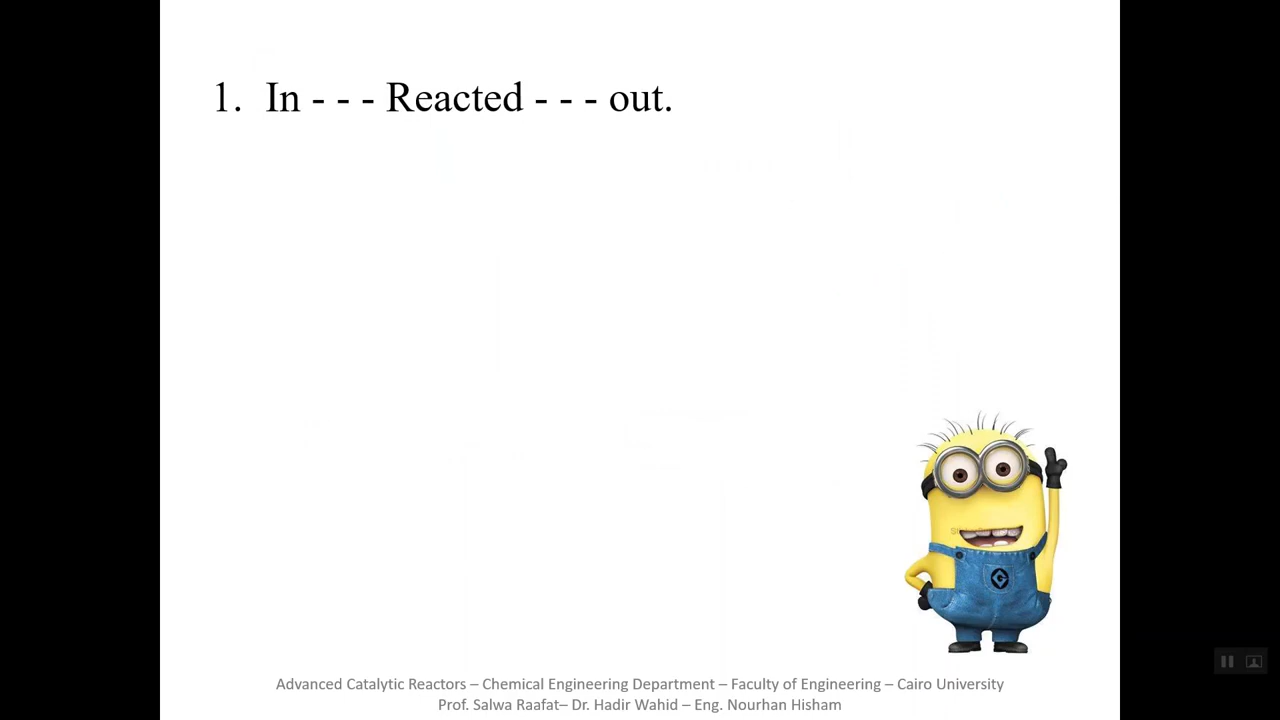 1. In - - - Reacted - - - out.
Advanced Catalytic Reactors – Chemical Engineering Department – Faculty of Engineering – Cairo University
Prof. Salwa Raafat– Dr. Hadir Wahid – Eng. Nourhan Hisham